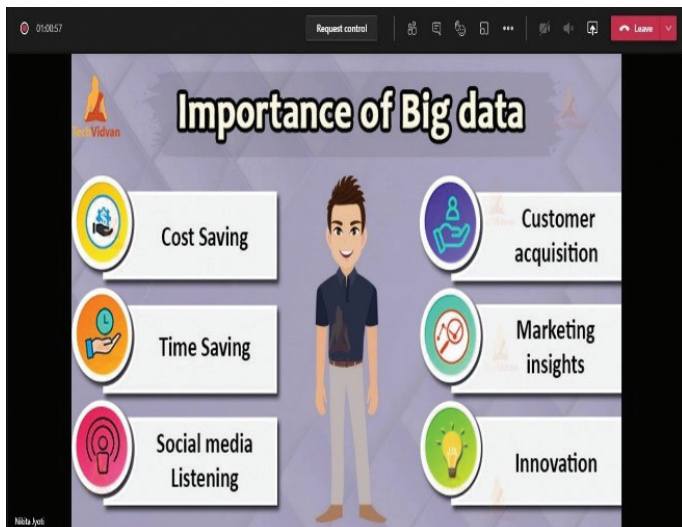 01:00:57
Request control
Leave
TechVidvan
Importance of Big data
Cost Saving
Time Saving
Social media
Listening
Customer
acquisition
Marketing
insights
Innovation
Nikita Jyoti